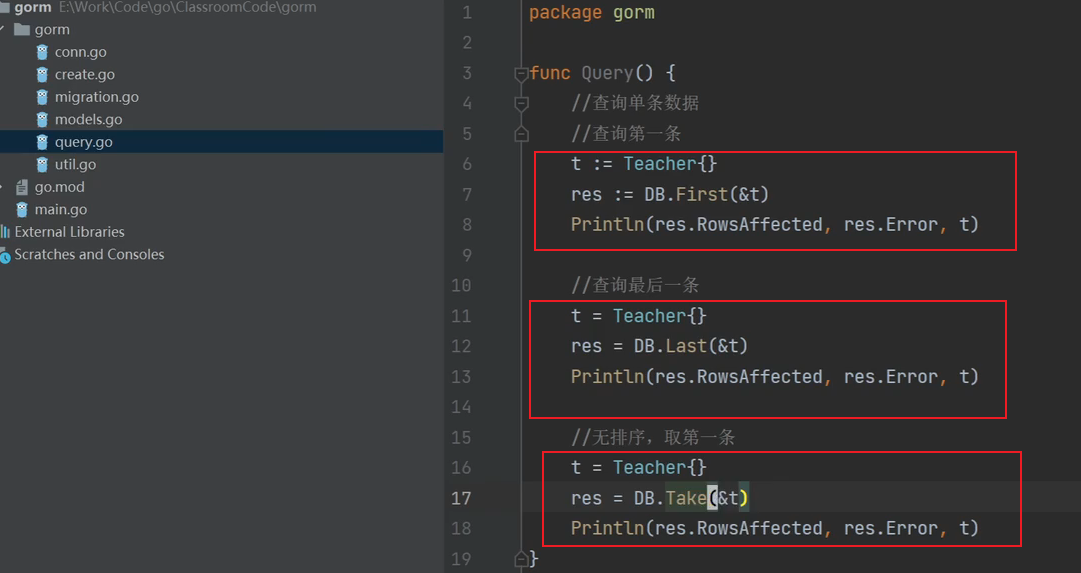 gorm E:\Work\Code\go\ClassroomCode\gorm
gorm
conn.go
create.go
migration.go
models.go
query.go
util.go
go.mod
main.go
External Libraries
Scratches and Consoles
1 package gorm
2
3 func Query() {
4 //查询单条数据
5 //查询第一条
6 t := Teacher{}
7 res := DB.First(&t)
8 Println(res.RowsAffected, res.Error, t)
9
10 //查询最后一条
11 t = Teacher{}
12 res = DB.Last(&t)
13 Println(res.RowsAffected, res.Error, t)
14
15 //无排序，取第一条
16 t = Teacher{}
17 res = DB.Take(&t)
18 Println(res.RowsAffected, res.Error, t)
19 }